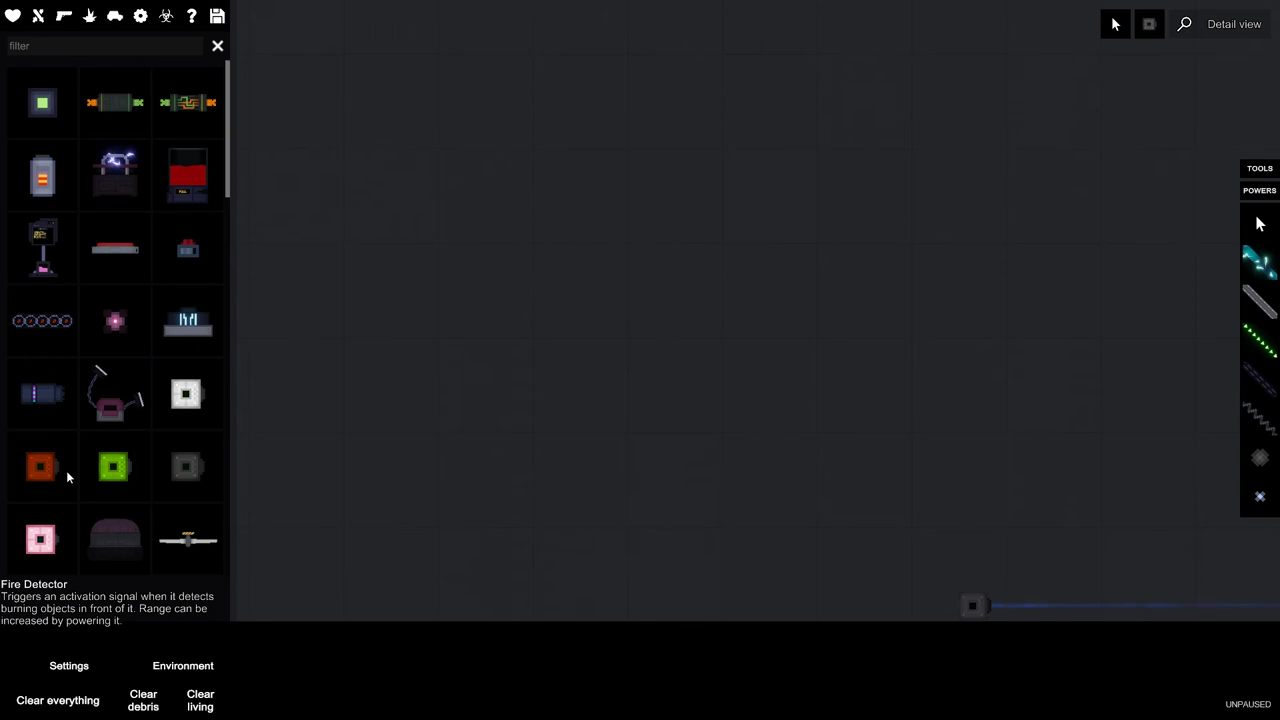 filter
Detail view
TOOLS
POWERS
Fire Detector
Triggers an activation signal when it detects
burning objects in front of it. Range can be
increased by powering it.
Settings
Environment
Clear everything
Clear
debris
Clear
living
UNPAUSED